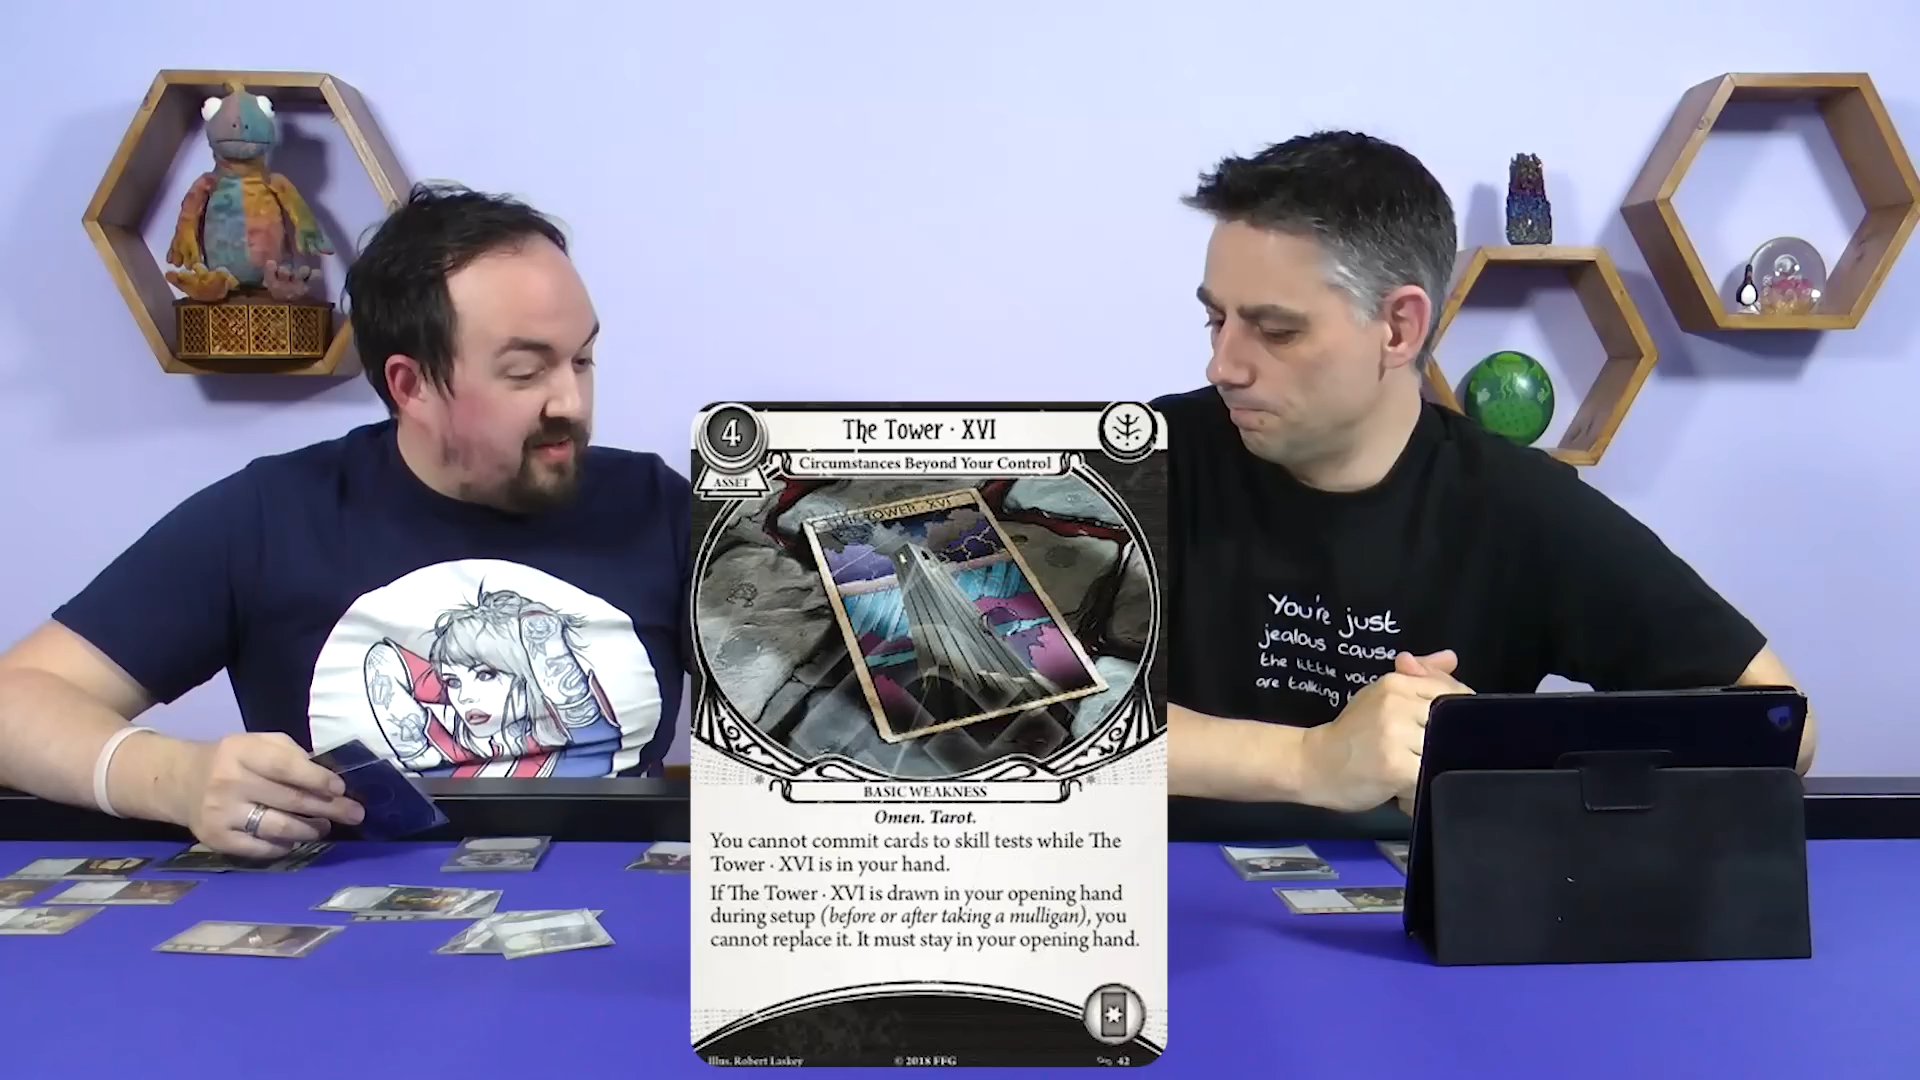 4
The Tower · XVI
Circumstances Beyond Your Control
ASSET
THE TOWER · XVI
BASIC WEAKNESS
Omen. Tarot.
You cannot commit cards to skill tests while The
Tower · XVI is in your hand.
If The Tower · XVI is drawn in your opening hand
during setup (before or after taking a mulligan), you
cannot replace it. It must stay in your opening hand.
Illus. Robert Laskey
© 2018 FFG
42
You're just
jealous cause
the little
are talking